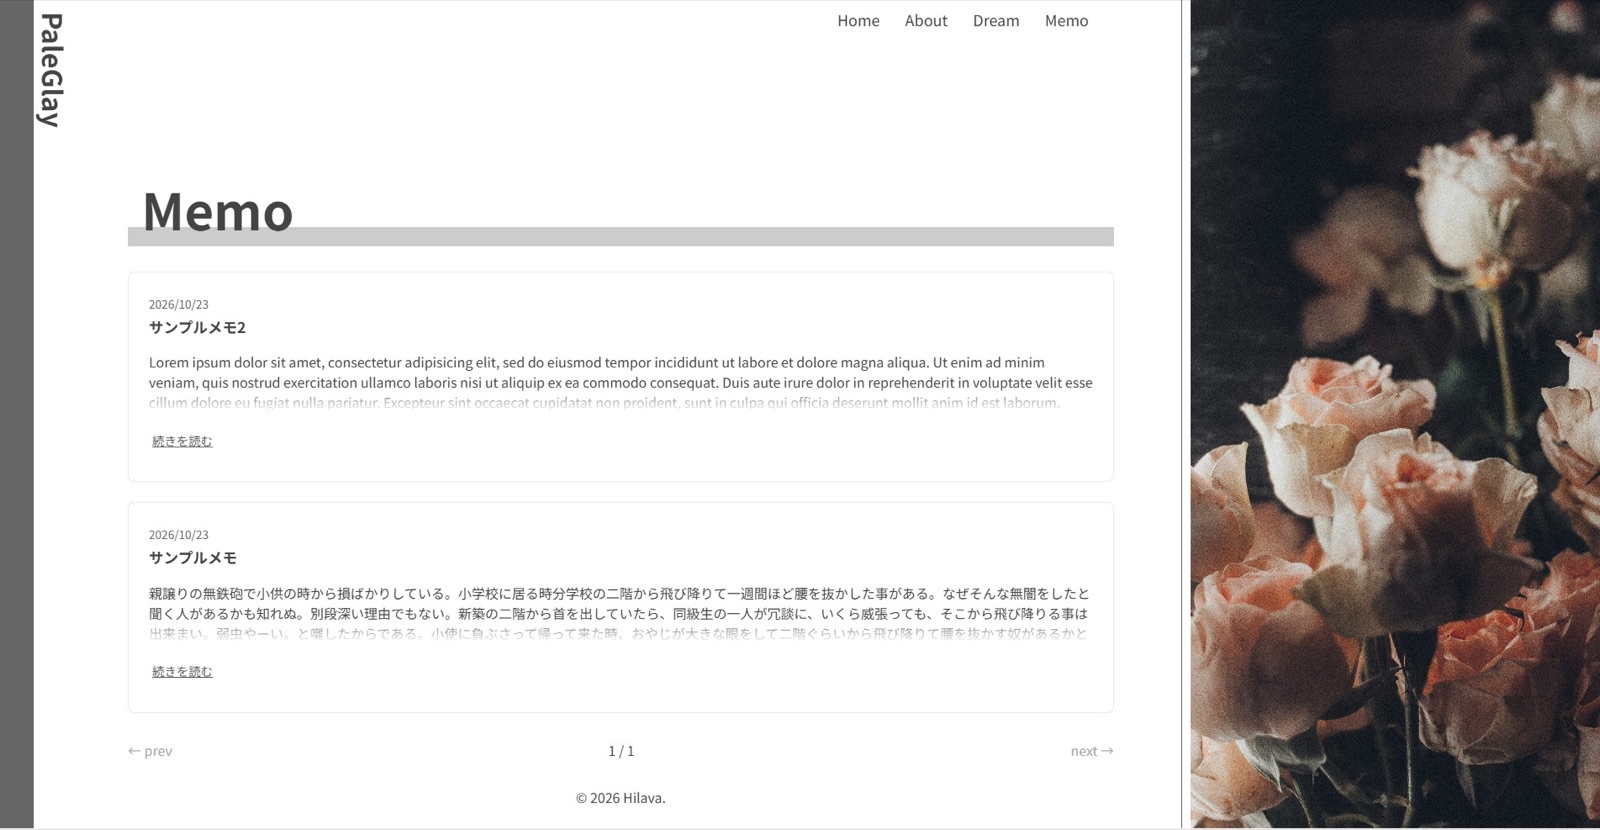 PaleGlay
Home About Dream Memo
Memo
2026/10/23
サンプルメモ2
Lorem ipsum dolor sit amet, consectetur adipisicing elit, sed do eiusmod tempor incididunt ut labore et dolore magna aliqua. Ut enim ad minim
veniam, quis nostrud exercitation ullamco laboris nisi ut aliquip ex ea commodo consequat. Duis aute irure dolor in reprehenderit in voluptate velit esse
cillum dolore eu fugiat nulla pariatur. Excepteur sint occaecat cupidatat non proident, sunt in culpa qui officia deserunt mollit anim id est laborum.
続きを読む
2026/10/23
サンプルメモ
親譲りの無鉄砲で小供の時から損ばかりしている。小学校に居る時分学校の二階から飛び降りて一週間ほど腰を抜かした事がある。なぜそんな無闇をしたと
聞く人があるかも知れぬ。別段深い理由でもない。新築の二階から首を出していたら、同級生の一人が冗談に、いくら威張っても、そこから飛び降りる事は
出来まい。弱虫やーい。と囃したからである。小使に負ぶさって帰って来た時、おやじが大きな眼をして二階ぐらいから飛び降りて腰を抜かす奴があるかと
続きを読む
← prev 1 / 1 next →
© 2026 Hilava.